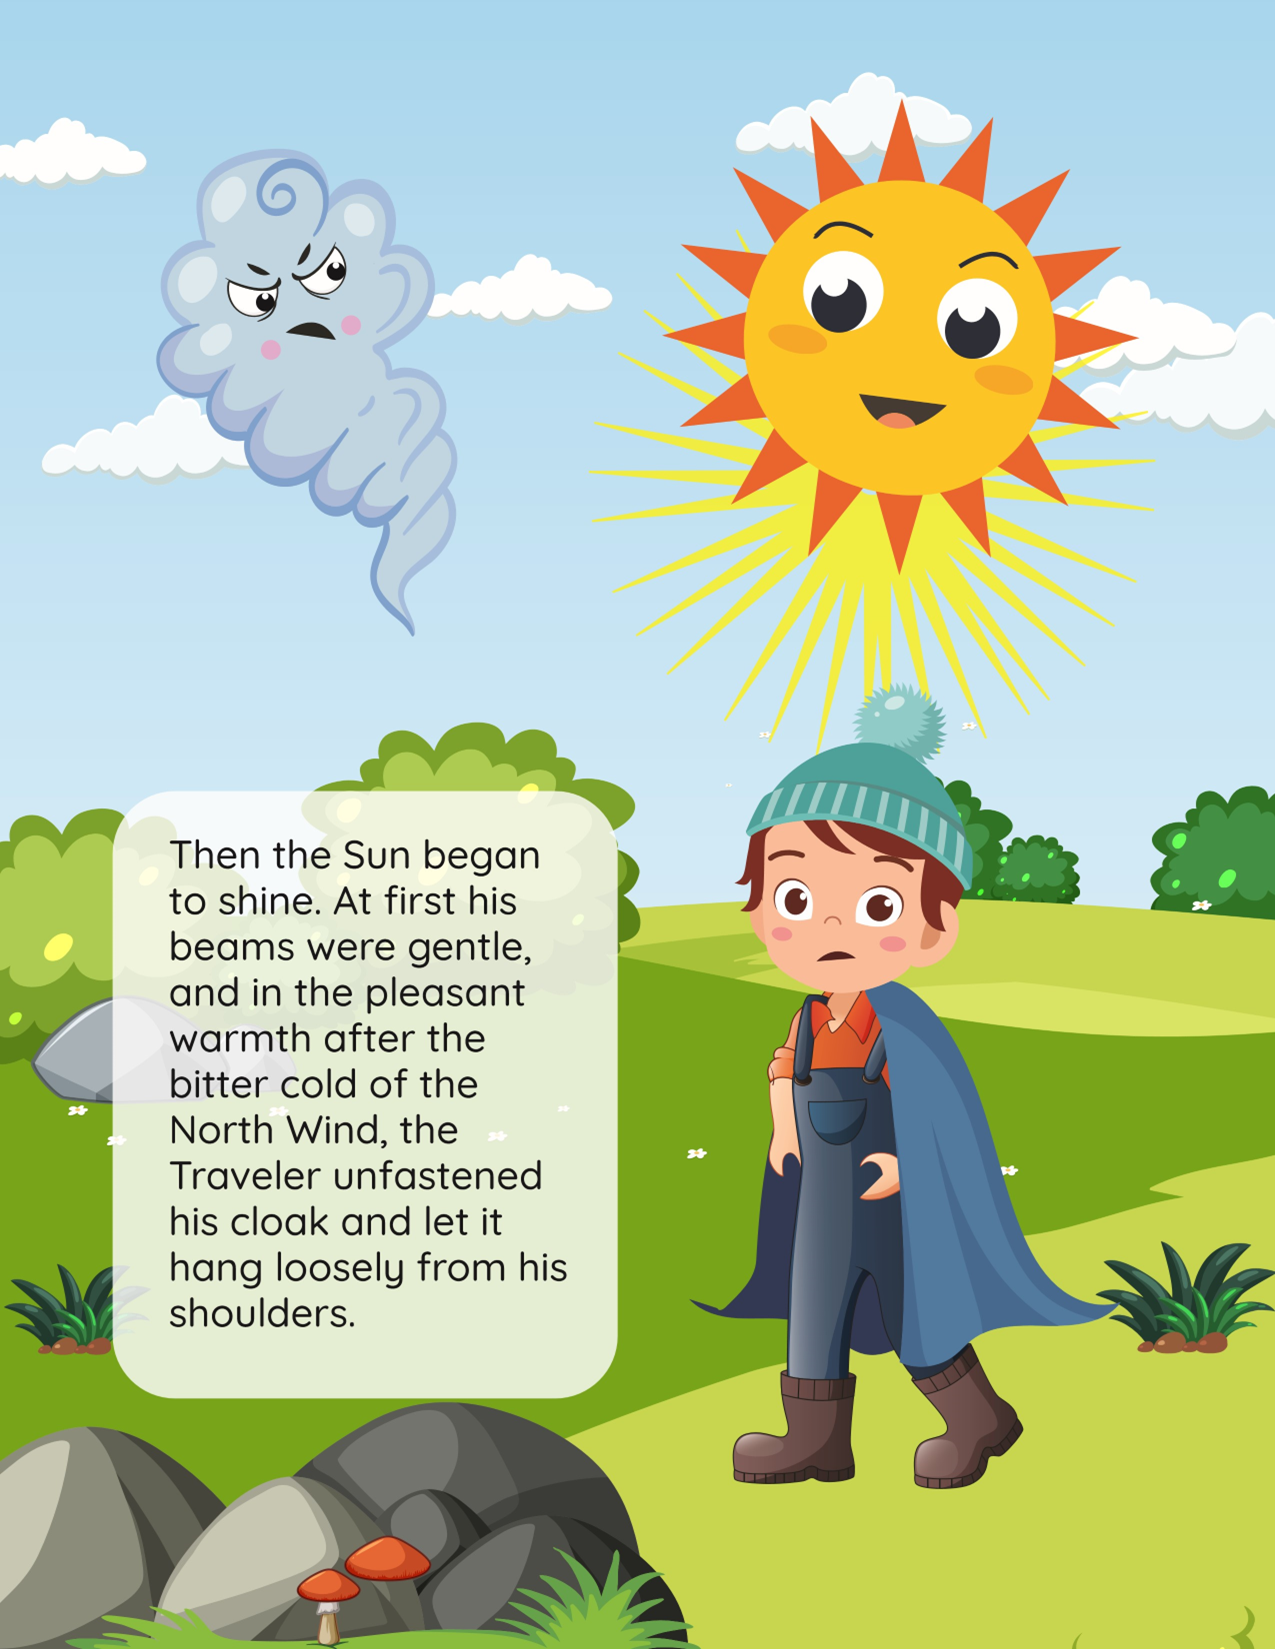 Then the Sun began
to shine. At first his
beams were gentle,
and in the pleasant
warmth after the
bitter cold of the
North Wind, the
Traveler unfastened
his cloak and let it
hang loosely from his
shoulders.